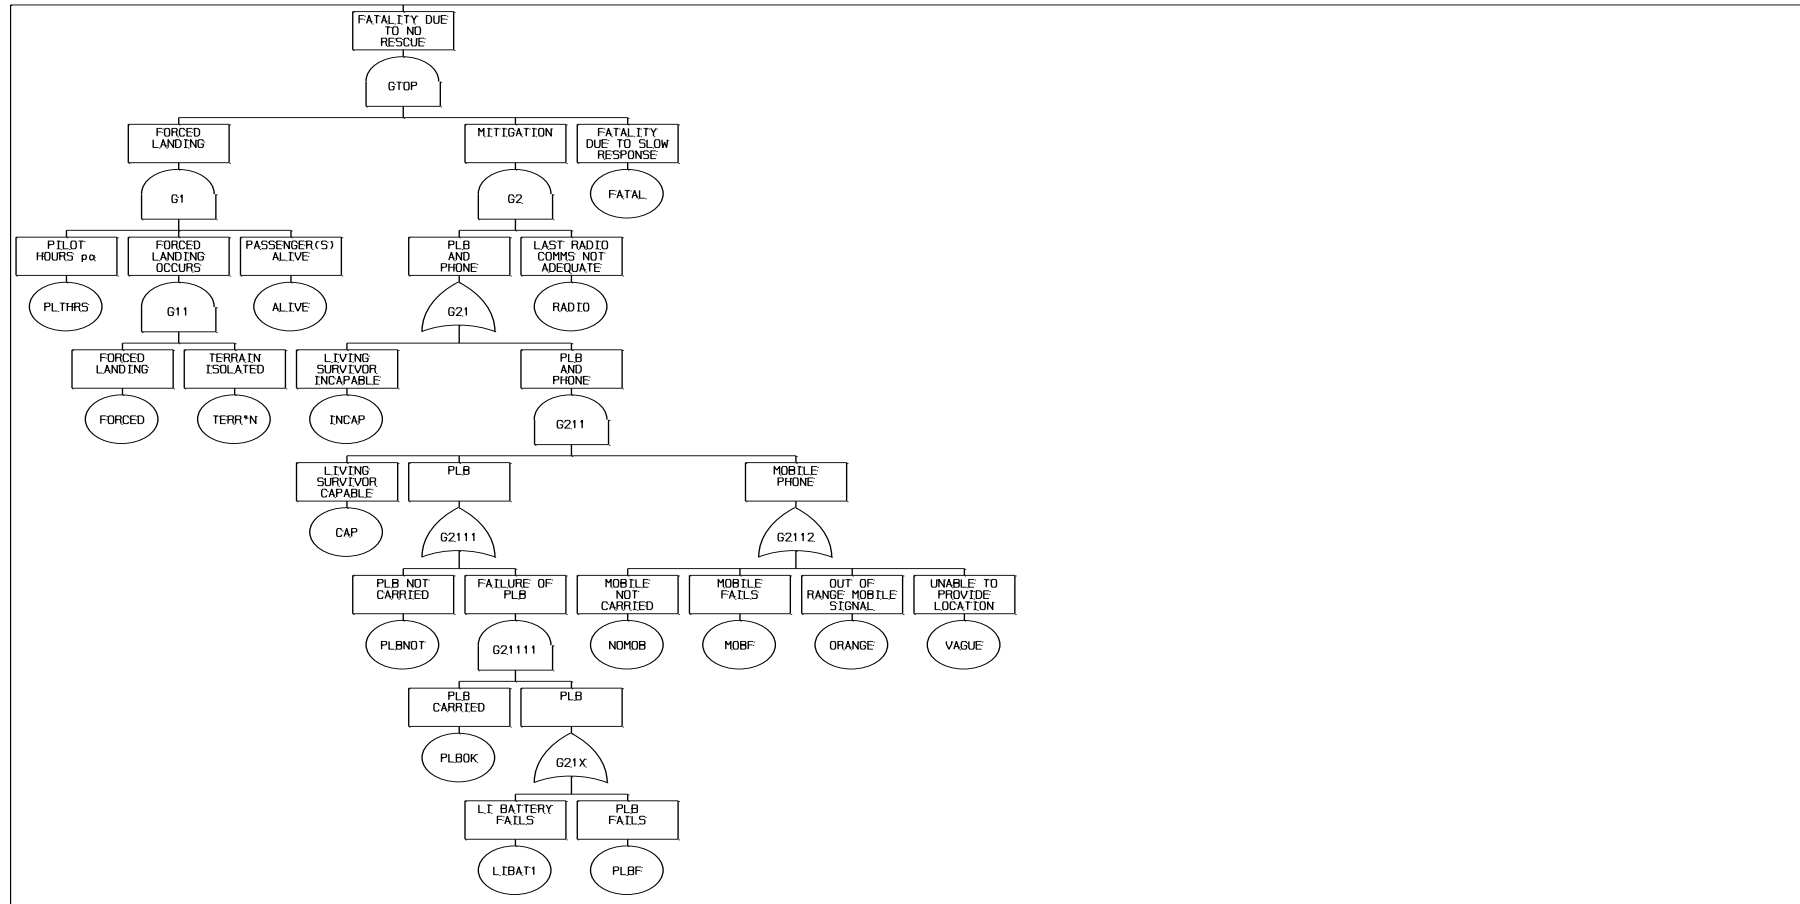 FATALITY DUE
TO NO
RESCUE
GTOP
FORCED
LANDING
MITIGATION
FATALITY
DUE TO SLOW
RESPONSE
G1
G2
FATAL
PILOT
HOURS pa
FORCED
LANDING
OCCURS
PASSENGER(S)
ALIVE
PLB
AND
PHONE
LAST RADIO
COMMS NOT
ADEQUATE
PLTHRS
G11
ALIVE
G21
RADIO
FORCED
LANDING
TERRAIN
ISOLATED
LIVING
SURVIVOR
INCAPABLE
PLB
AND
PHONE
FORCED
TERR*N
INCAP
G211
LIVING
SURVIVOR
CAPABLE
PLB
MOBILE
PHONE
CAP
G2111
G2112
PLB NOT
CARRIED
FAILURE OF
PLB
MOBILE
NOT
CARRIED
MOBILE
FAILS
OUT OF
RANGE MOBILE
SIGNAL
UNABLE TO
PROVIDE
LOCATION
PLBNOT
G21111
NOMOB
MOBF
ORANGE
VAGUE
PLB
CARRIED
PLB
PLBOK
G21X
LI BATTERY
FAILS
PLB
FAILS
LIBAT1
PLBF